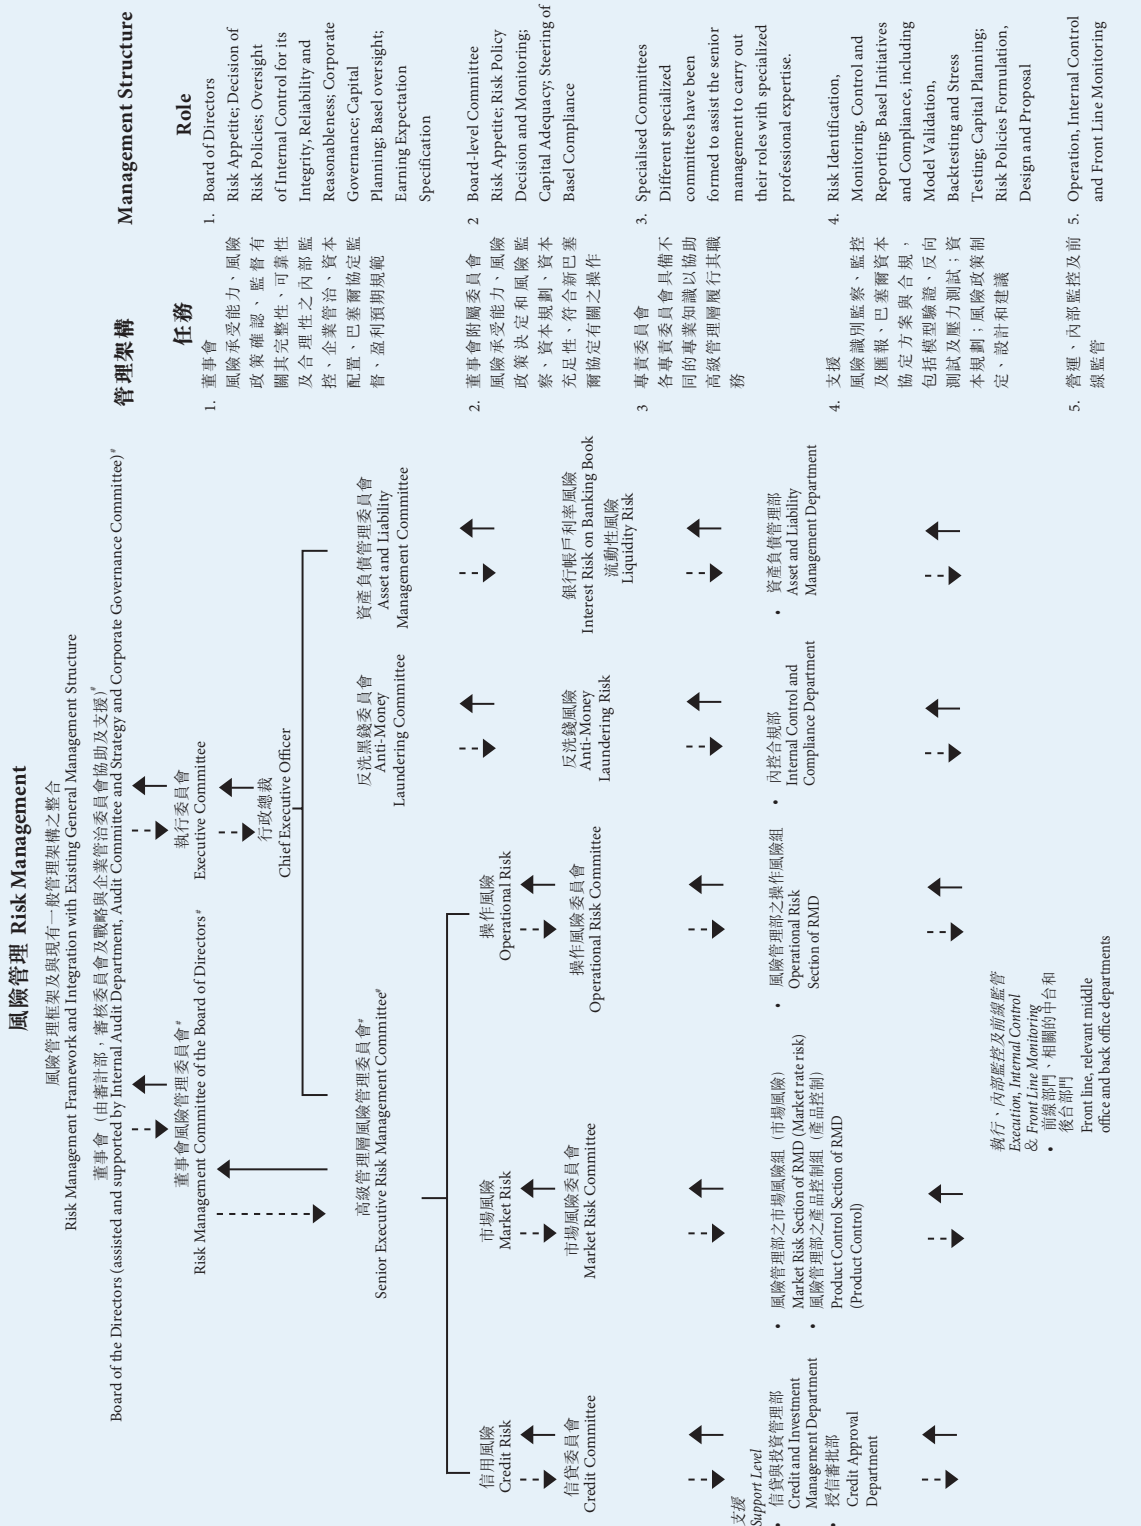 風險管理 Risk Management
風險管理框架及與現有一般管理架構之整合
Risk Management Framework and Integration with Existing General Management Structure
董事會（由審計部，審核委員會及戰略與企業管治委員會協助及支援）#
Board of the Directors (assisted and supported by Internal Audit Department, Audit Committee and Strategy and Corporate Governance Committee)#
董事會風險管理委員會#
Risk Management Committee of the Board of Directors#
執行委員會
Executive Committee
行政總裁
Chief Executive Officer
高級管理層風險管理委員會#
Senior Executive Risk Management Committee#
反洗黑錢委員會
Anti-Money
Laundering Committee
資產負債管理委員會
Asset and Liability
Management Committee
信用風險
Credit Risk
市場風險
Market Risk
操作風險
Operational Risk
信貸委員會
Credit Committee
市場風險委員會
Market Risk Committee
操作風險委員會
Operational Risk Committee
反洗錢風險
Anti-Money
Laundering Risk
銀行帳戶利率風險
Interest Risk on Banking Book
流動性風險
Liquidity Risk
支援
Support Level
• 信貸與投資管理部
Credit and Investment
Management Department
• 授信審批部
Credit Approval
Department
• 風險管理部之市場風險組（市場風險）
Market Risk Section of RMD (Market rate risk)
• 風險管理部之產品控制組（產品控制）
Product Control Section of RMD
(Product Control)
• 風險管理部之操作風險組
Operational Risk
Section of RMD
• 內控合規部
Internal Control and
Compliance Department
• 資產負債管理部
Asset and Liability
Management Department
執行、內部監控及前線監管
Execution, Internal Control
& Front Line Monitoring
• 前線部門、相關的中台和
後台部門
Front line, relevant middle
office and back office departments
管理架構
任務
1. 董事會
風險承受能力、風險
政策確認、監督有
關其完整性、可靠性
及合理性之內部監
控、企業管治、資本
配置、巴塞爾協定監
督、盈利預期規範
2. 董事會附屬委員會
風險承受能力、風險
政策決定和風險監
察、資本規劃、資本
充足性、符合新巴塞
爾協定有關之操作
3 專責委員會
各專責委員會具備不
同的專業知識以協助
高級管理層履行其職
務
4. 支援
風險識別監察、監控
及匯報、巴塞爾資本
協定方案與合規，
包括模型驗證、反向
測試及壓力測試；資
本規劃；風險政策制
定、設計和建議
5. 營運、內部監控及前
線監管
Management Structure
Role
1. Board of Directors
Risk Appetite; Decision of
Risk Policies; Oversight
of Internal Control for its
Integrity, Reliability and
Reasonableness; Corporate
Governance; Capital
Planning; Basel oversight;
Earning Expectation
Specification
2 Board-level Committee
Risk Appetite; Risk Policy
Decision and Monitoring;
Capital Adequacy; Steering of
Basel Compliance
3. Specialised Committees
Different specialized
committees have been
formed to assist the senior
management to carry out
their roles with specialized
professional expertise.
4. Risk Identification,
Monitoring, Control and
Reporting; Basel Initiatives
and Compliance, including
Model Validation,
Backtesting and Stress
Testing; Capital Planning;
Risk Policies Formulation,
Design and Proposal
5. Operation, Internal Control
and Front Line Monitoring